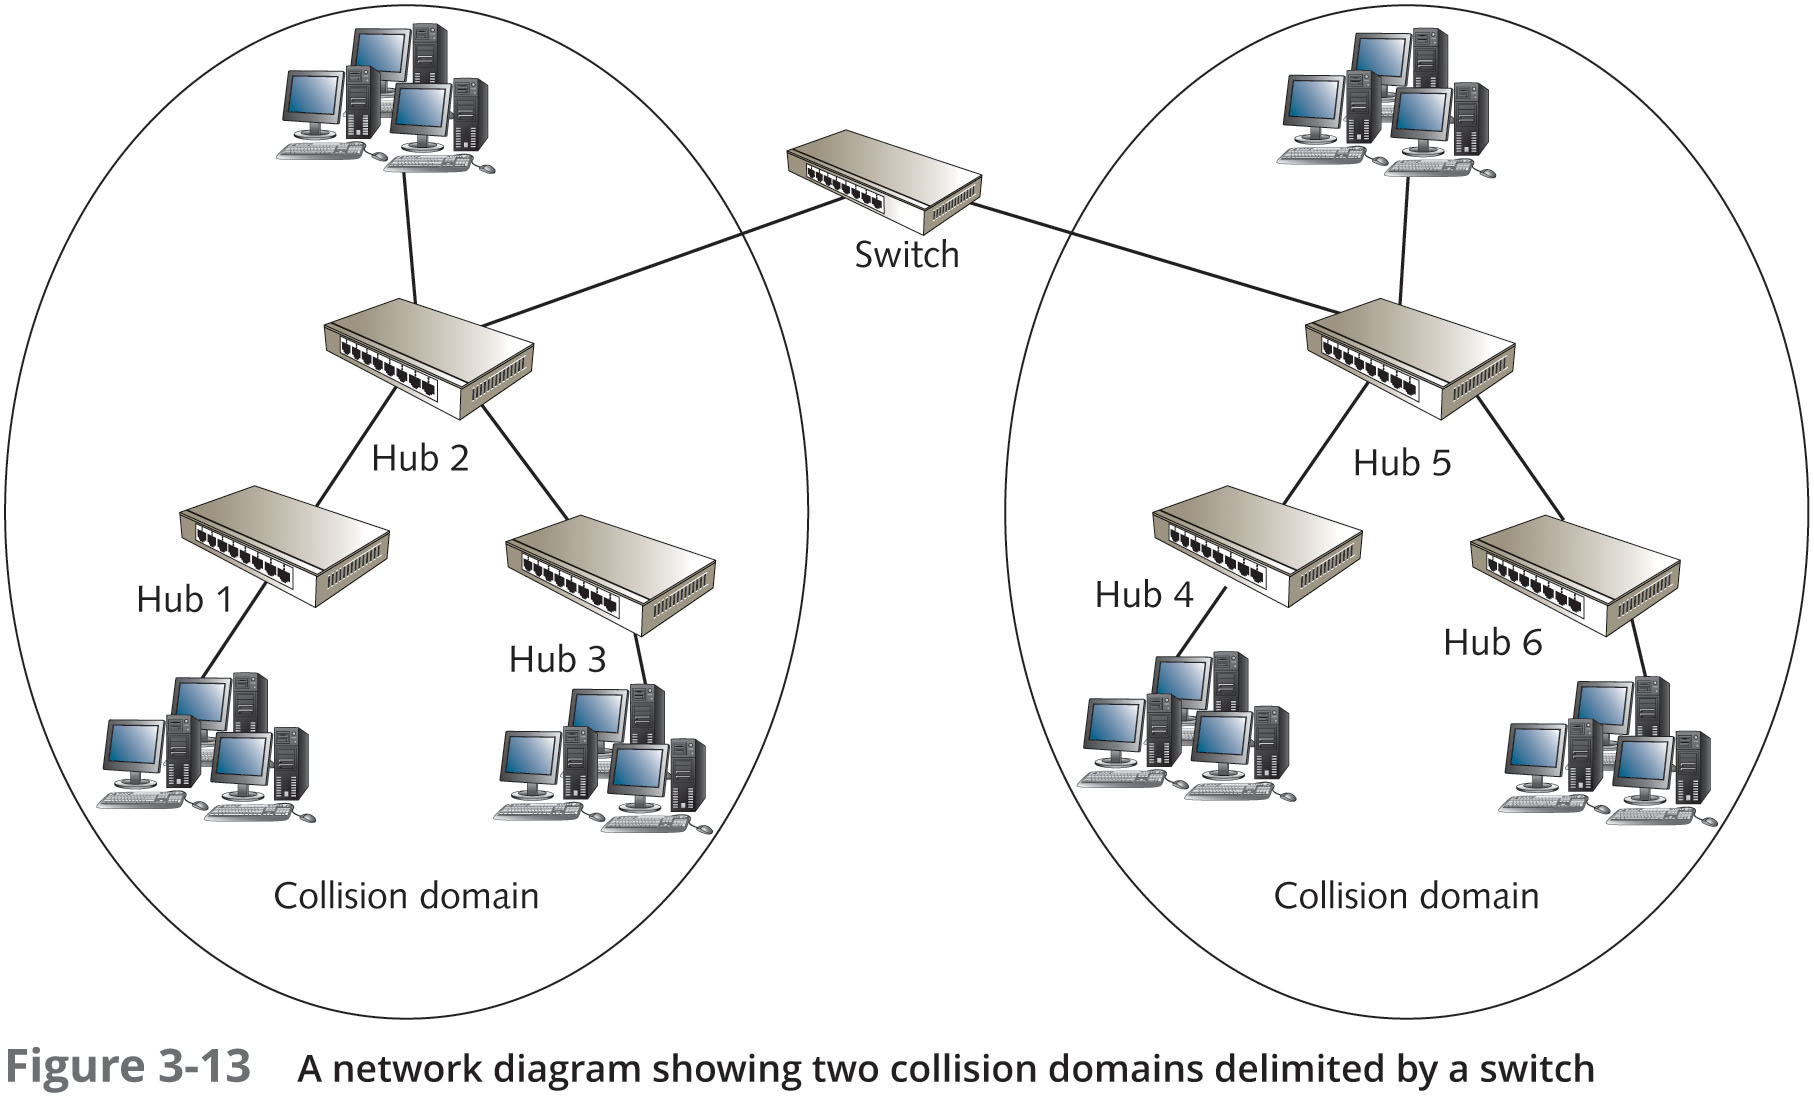 Switch
Hub 2
Hub 5
Hub 1
Hub 4
Hub 3
Hub 6
Collision domain
Collision domain
Figure 3-13 A network diagram showing two collision domains delimited by a switch